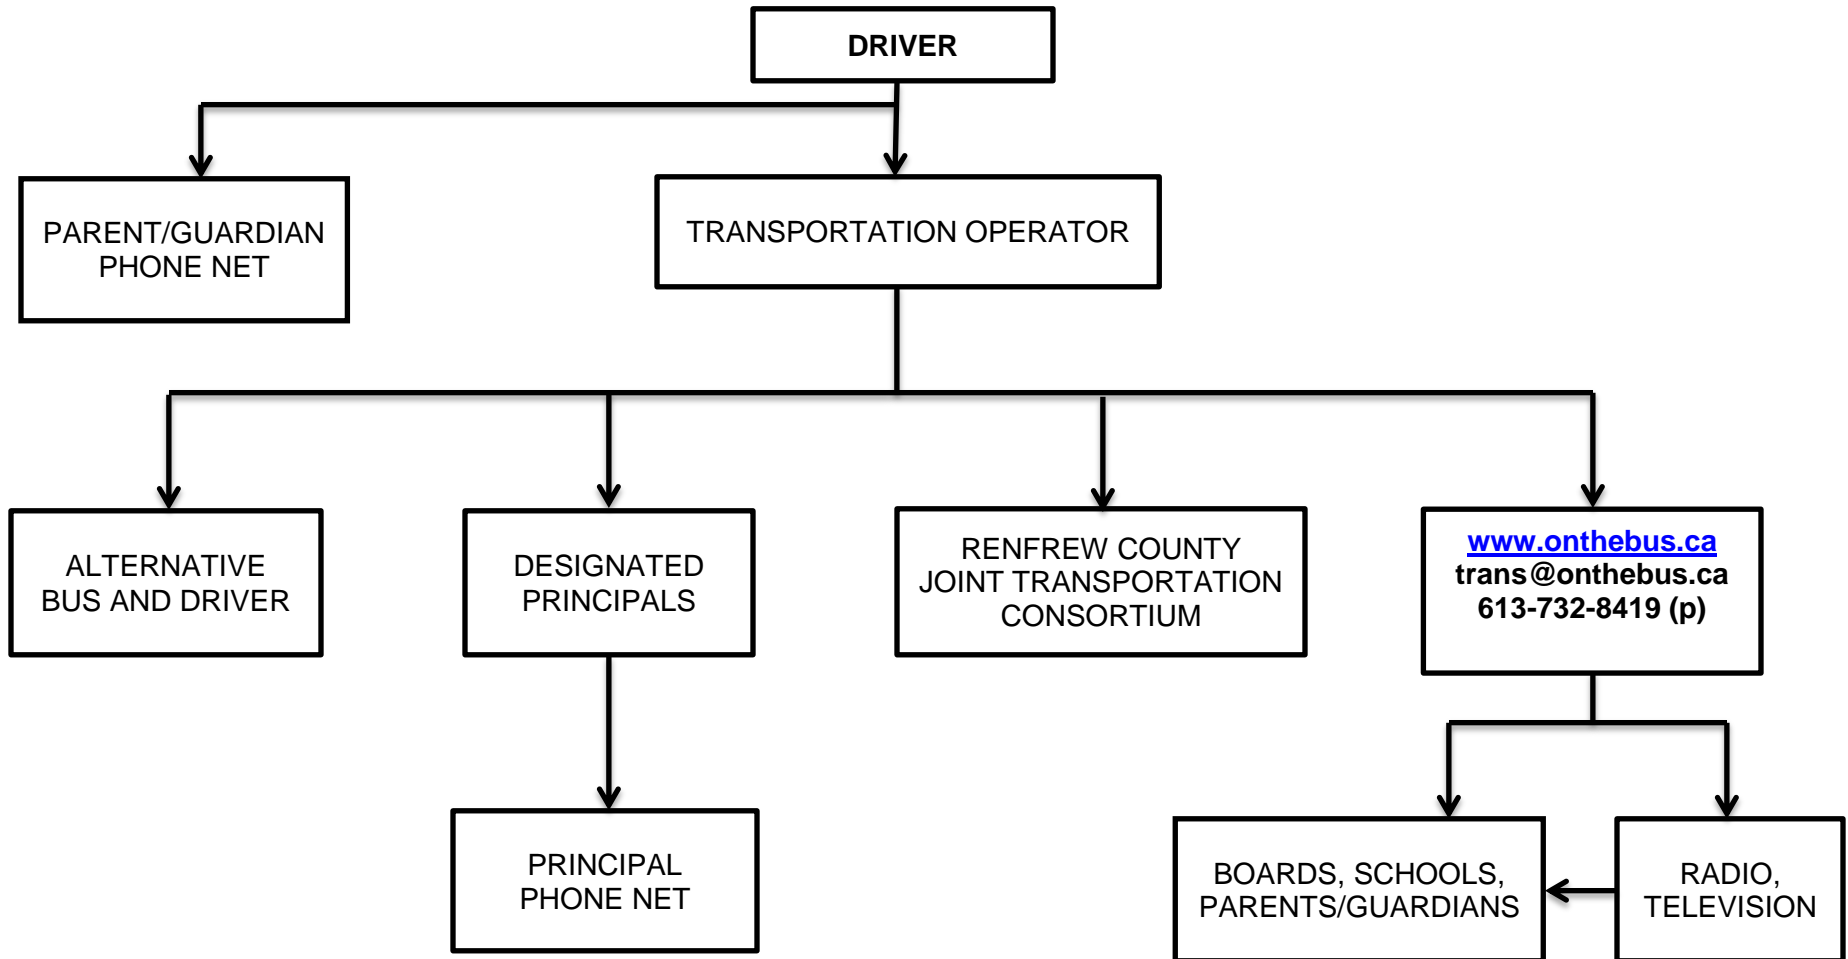 DRIVER
PARENT/GUARDIAN
PHONE NET
TRANSPORTATION OPERATOR
ALTERNATIVE
BUS AND DRIVER
DESIGNATED
PRINCIPALS
RENFREW COUNTY
JOINT TRANSPORTATION
CONSORTIUM
www.onthebus.ca
trans@onthebus.ca
613-732-8419 (p)
PRINCIPAL
PHONE NET
BOARDS, SCHOOLS,
PARENTS/GUARDIANS
RADIO,
TELEVISION